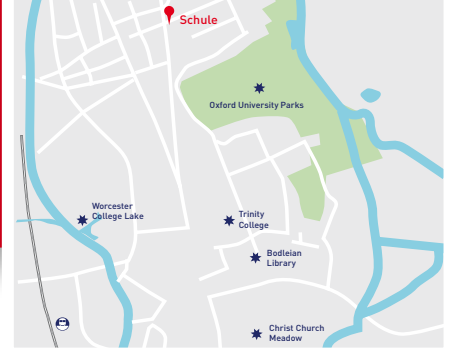 Schule
Oxford University Parks
Worcester
College Lake
Trinity
College
Bodleian
Library
Christ Church
Meadow